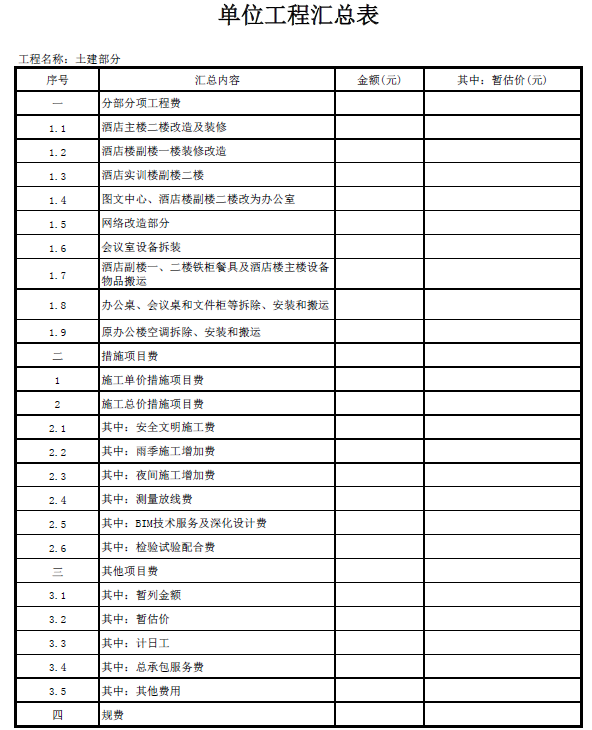 单位工程汇总表
工程名称：土建部分
序号 汇总内容 金额(元) 其中：暂估价(元)
一 分部分项工程费
1.1 酒店主楼二楼改造及装修
1.2 酒店楼副楼一楼装修改造
1.3 酒店实训楼副楼二楼
1.4 图文中心、酒店楼副楼二楼改为办公室
1.5 网络改造部分
1.6 会议室设备拆装
1.7 酒店副楼一、二楼铁柜餐具及酒店楼主楼设备
物品搬运
1.8 办公桌、会议桌和文件柜等拆除、安装和搬运
1.9 原办公楼空调拆除、安装和搬运
二 措施项目费
1 施工单价措施项目费
2 施工总价措施项目费
2.1 其中：安全文明施工费
2.2 其中：雨季施工增加费
2.3 其中：夜间施工增加费
2.4 其中：测量放线费
2.5 其中：BIM技术服务及深化设计费
2.6 其中：检验试验配合费
三 其他项目费
3.1 其中：暂列金额
3.2 其中：暂估价
3.3 其中：计日工
3.4 其中：总承包服务费
3.5 其中：其他费用
四 规费